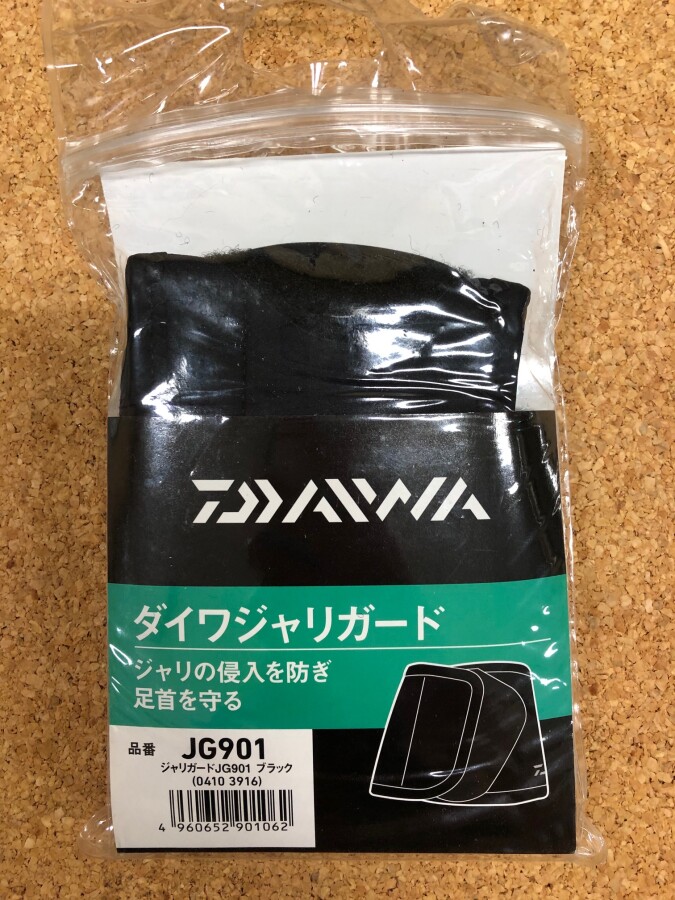 DAIWA
ダイワジャリガード
ジャリの侵入を防ぎ
足首を守る
品番 JG901
ジャリガードJG901 ブラック
(0410 3916)
4 960652 901062